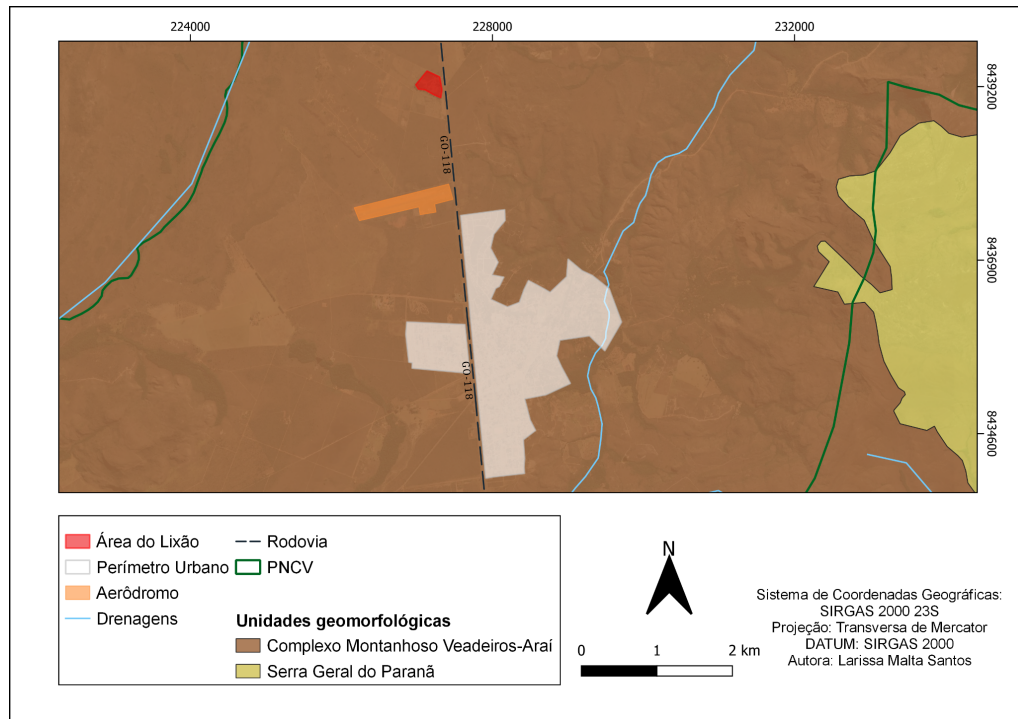 224000
228000
232000
8439200
8436900
8434600
GO-118
GO-118
Área do Lixão
Perímetro Urbano
Aerôdromo
Drenagens
Rodovia
PNCV
Unidades geomorfológicas
Complexo Montanhoso Veadeiros-Araí
Serra Geral do Paranã
N
0 1 2 km
Sistema de Coordenadas Geográficas:
SIRGAS 2000 23S
Projeção: Transversa de Mercator
DATUM: SIRGAS 2000
Autora: Larissa Malta Santos